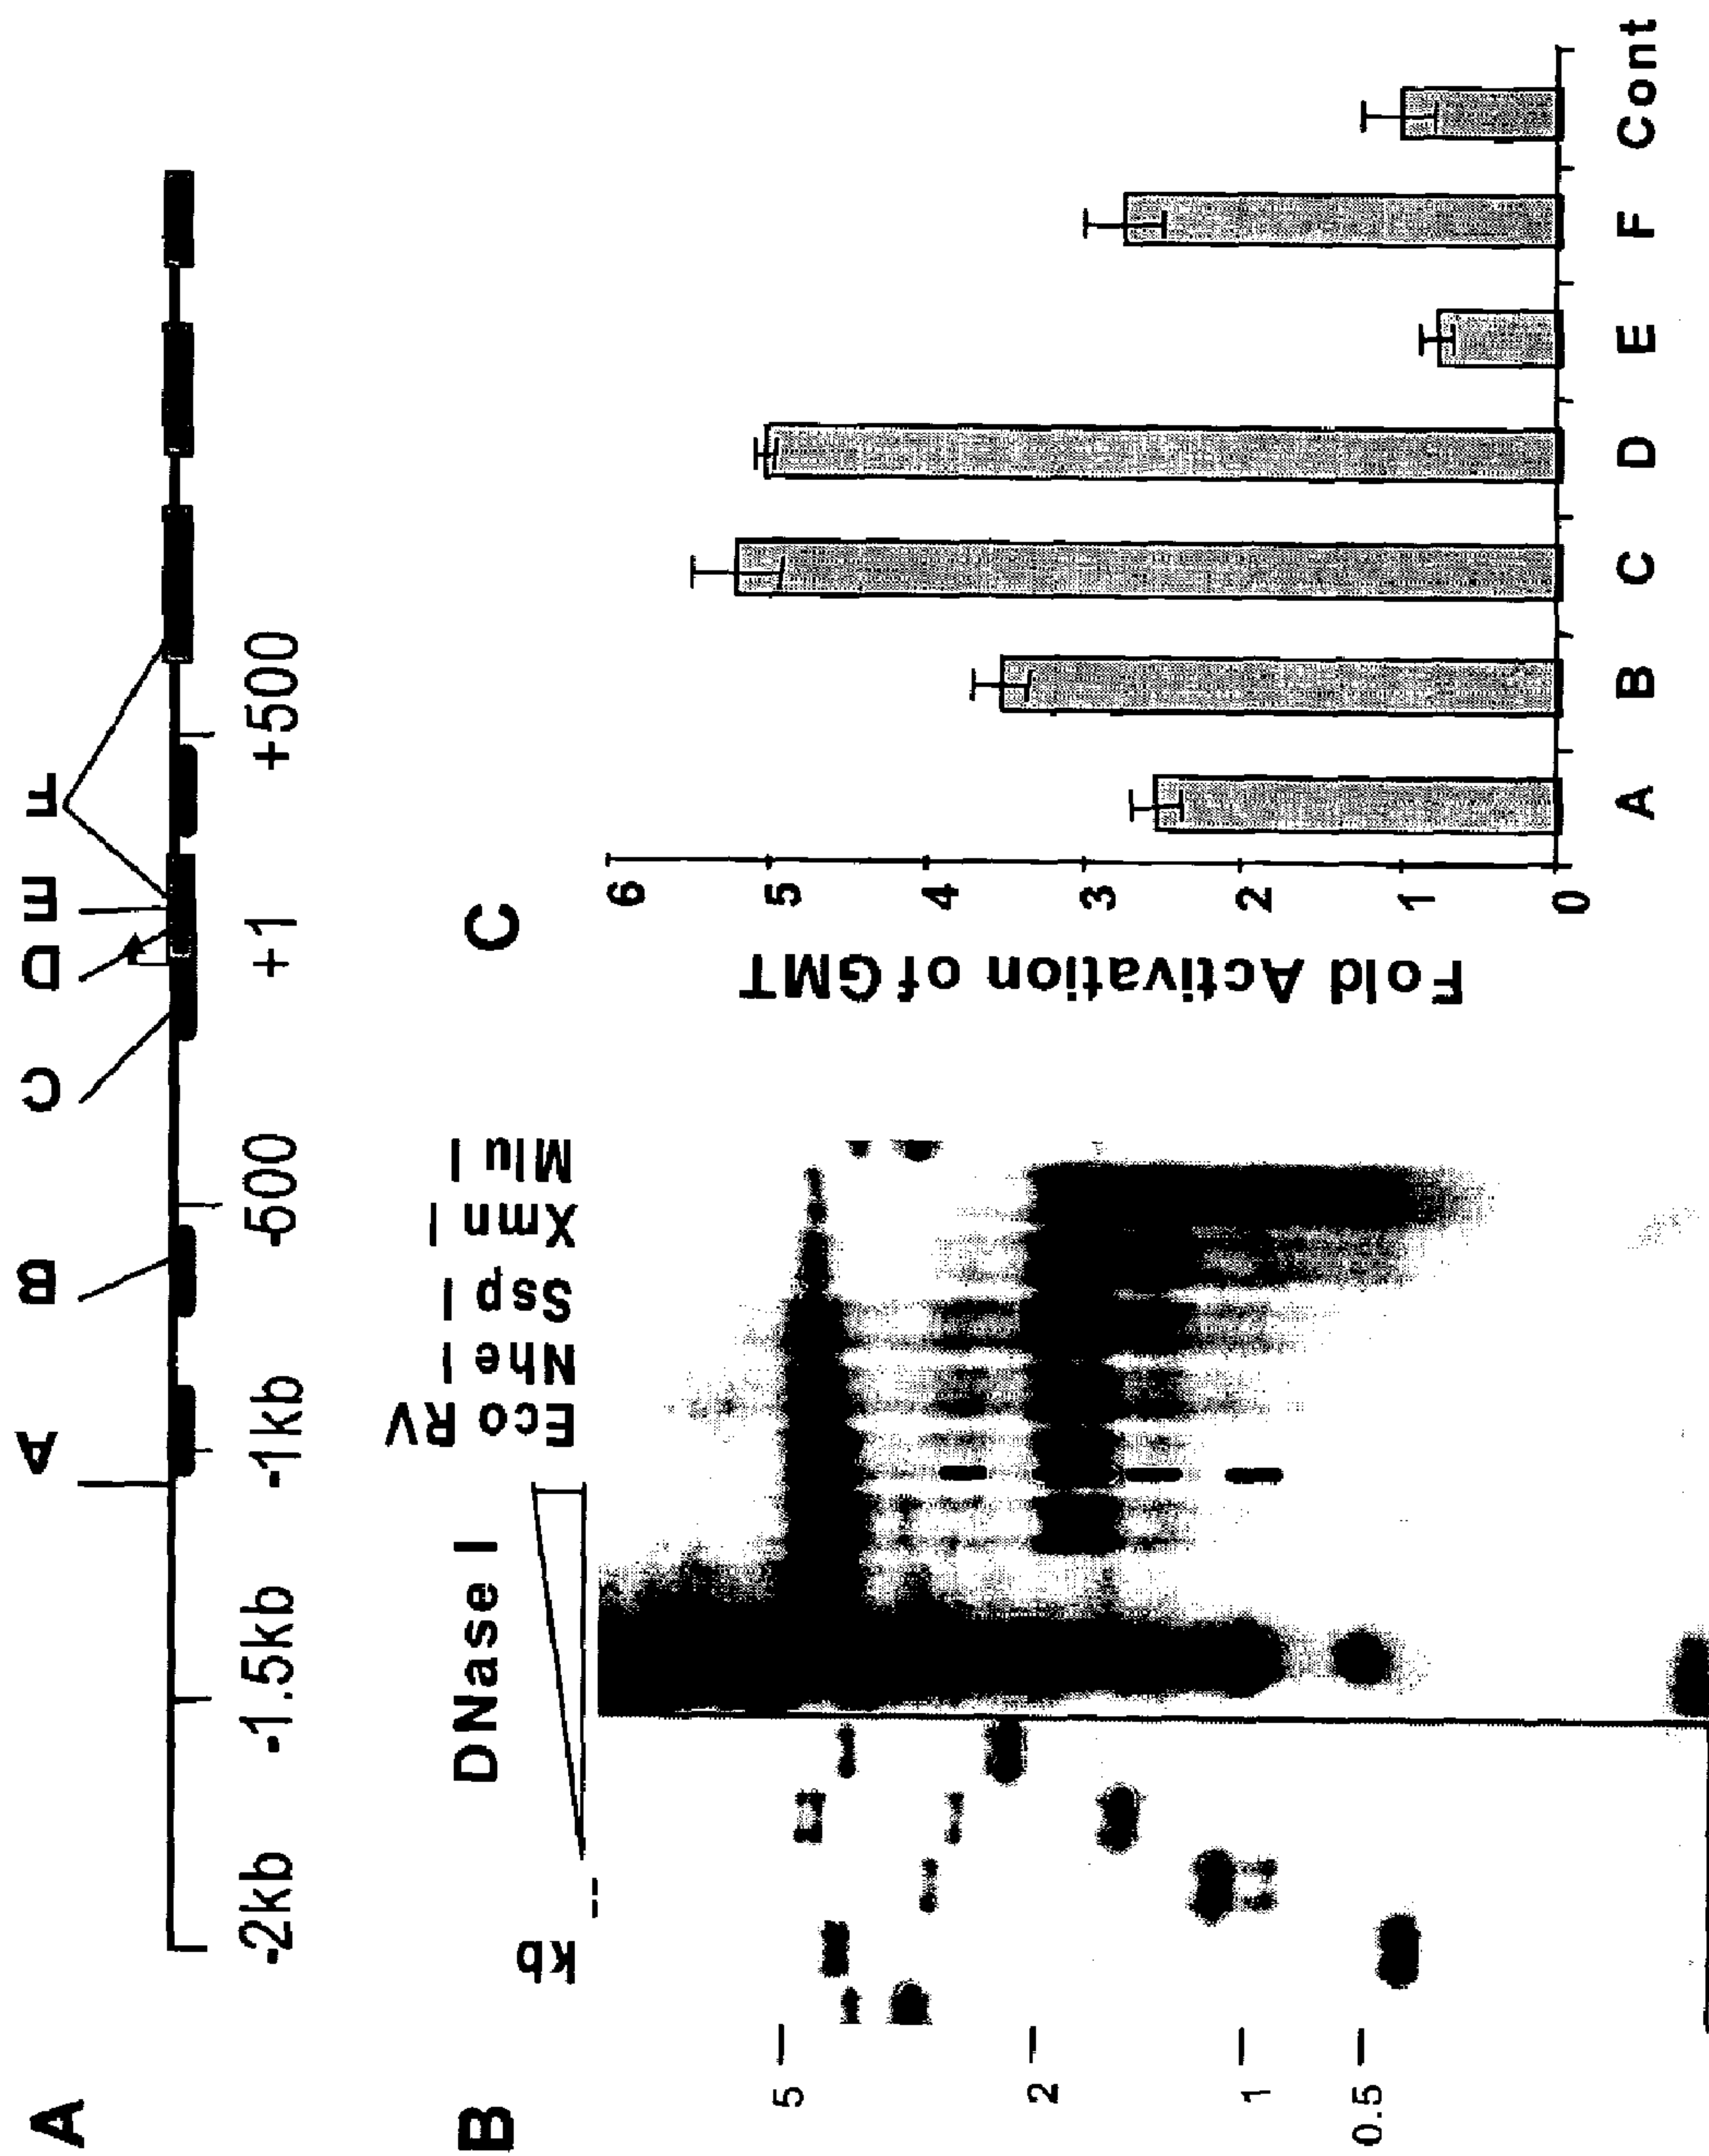 A
A B C D E F
-2kb -1.5kb -1kb -500 +1 +500
B
kb -- DNase I Eco RV Nhe I Ssp I Xmn I Mlu I
5
2
1
0.5
C
Fold Activation of GMT
6
5
4
3
2
1
0
A B C D E F Cont